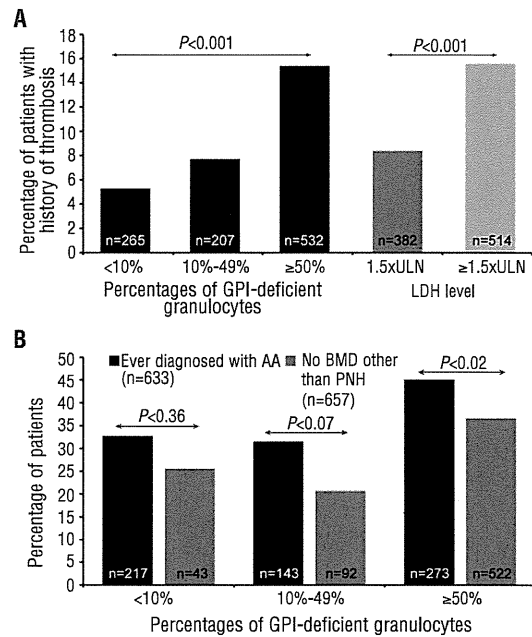 A
P<0.001
P<0.001
Percentage of patients with
history of thrombosis
18
16
14
12
10
8
6
4
2
0
n=265
n=207
n=532
n=382
n=514
<10%
10%-49%
≥50%
1.5xULN
≥1.5xULN
Percentages of GPI-deficient
granulocytes
LDH level
B
Percentage of patients
50
45
40
35
30
25
20
15
10
5
0
Ever diagnosed with AA
(n=633)
No BMD other
than PNH
(n=657)
P<0.36
P<0.07
P<0.02
n=217
n=43
n=143
n=92
n=273
n=522
<10%
10%-49%
≥50%
Percentages of GPI-deficient granulocytes